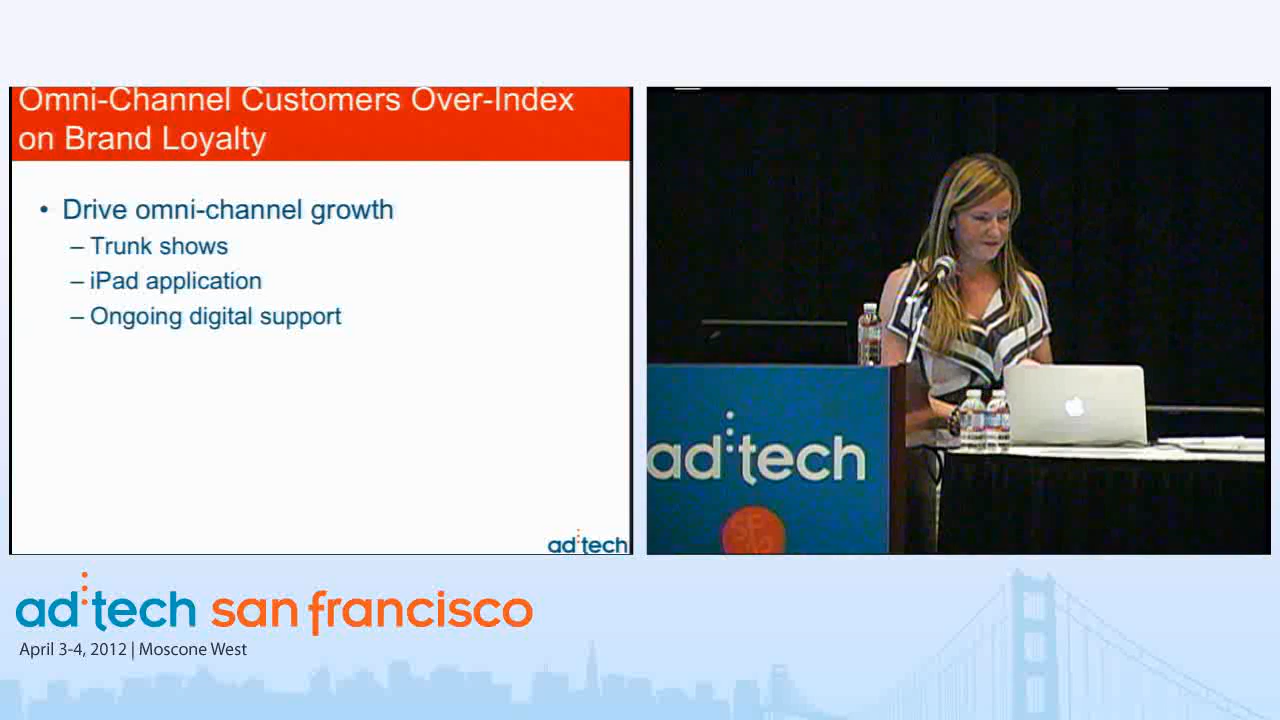 Omni-Channel Customers Over-Index
on Brand Loyalty
• Drive omni-channel growth
– Trunk shows
– iPad application
– Ongoing digital support
ad:tech
ad:tech
SF
ad:tech san francisco
April 3-4, 2012 | Moscone West